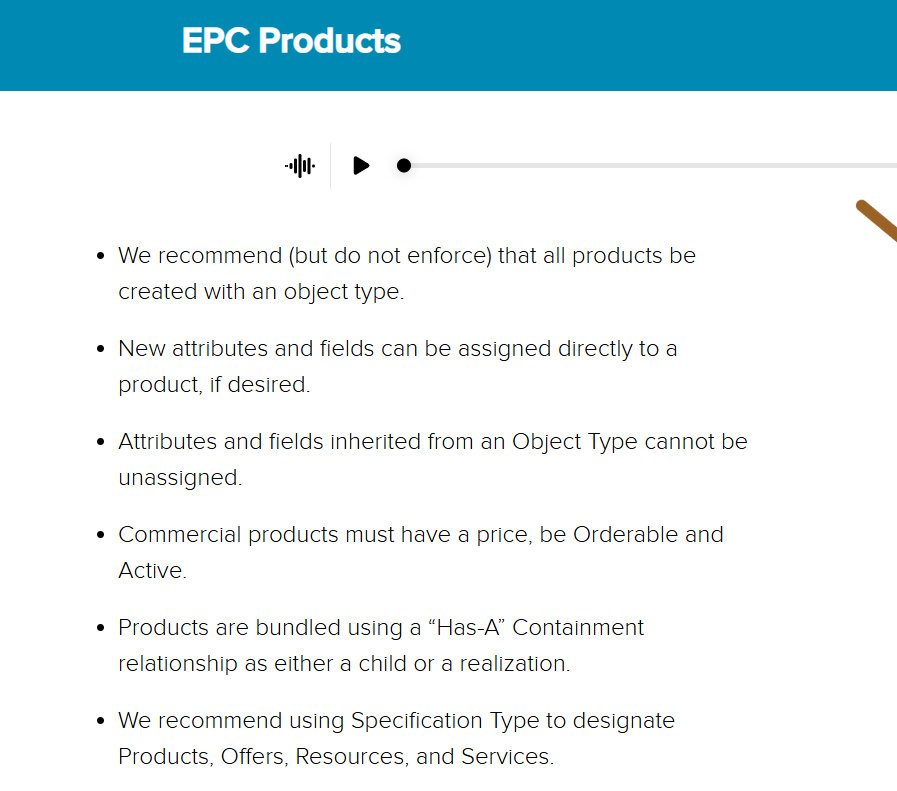 EPC Products
We recommend (but do not enforce) that all products be
created with an object type.
New attributes and fields can be assigned directly to a
product, if desired.
Attributes and fields inherited from an Object Type cannot be
unassigned.
Commercial products must have a price, be Orderable and
Active.
Products are bundled using a “Has-A” Containment
relationship as either a child or a realization.
We recommend using Specification Type to designate
Products, Offers, Resources, and Services.